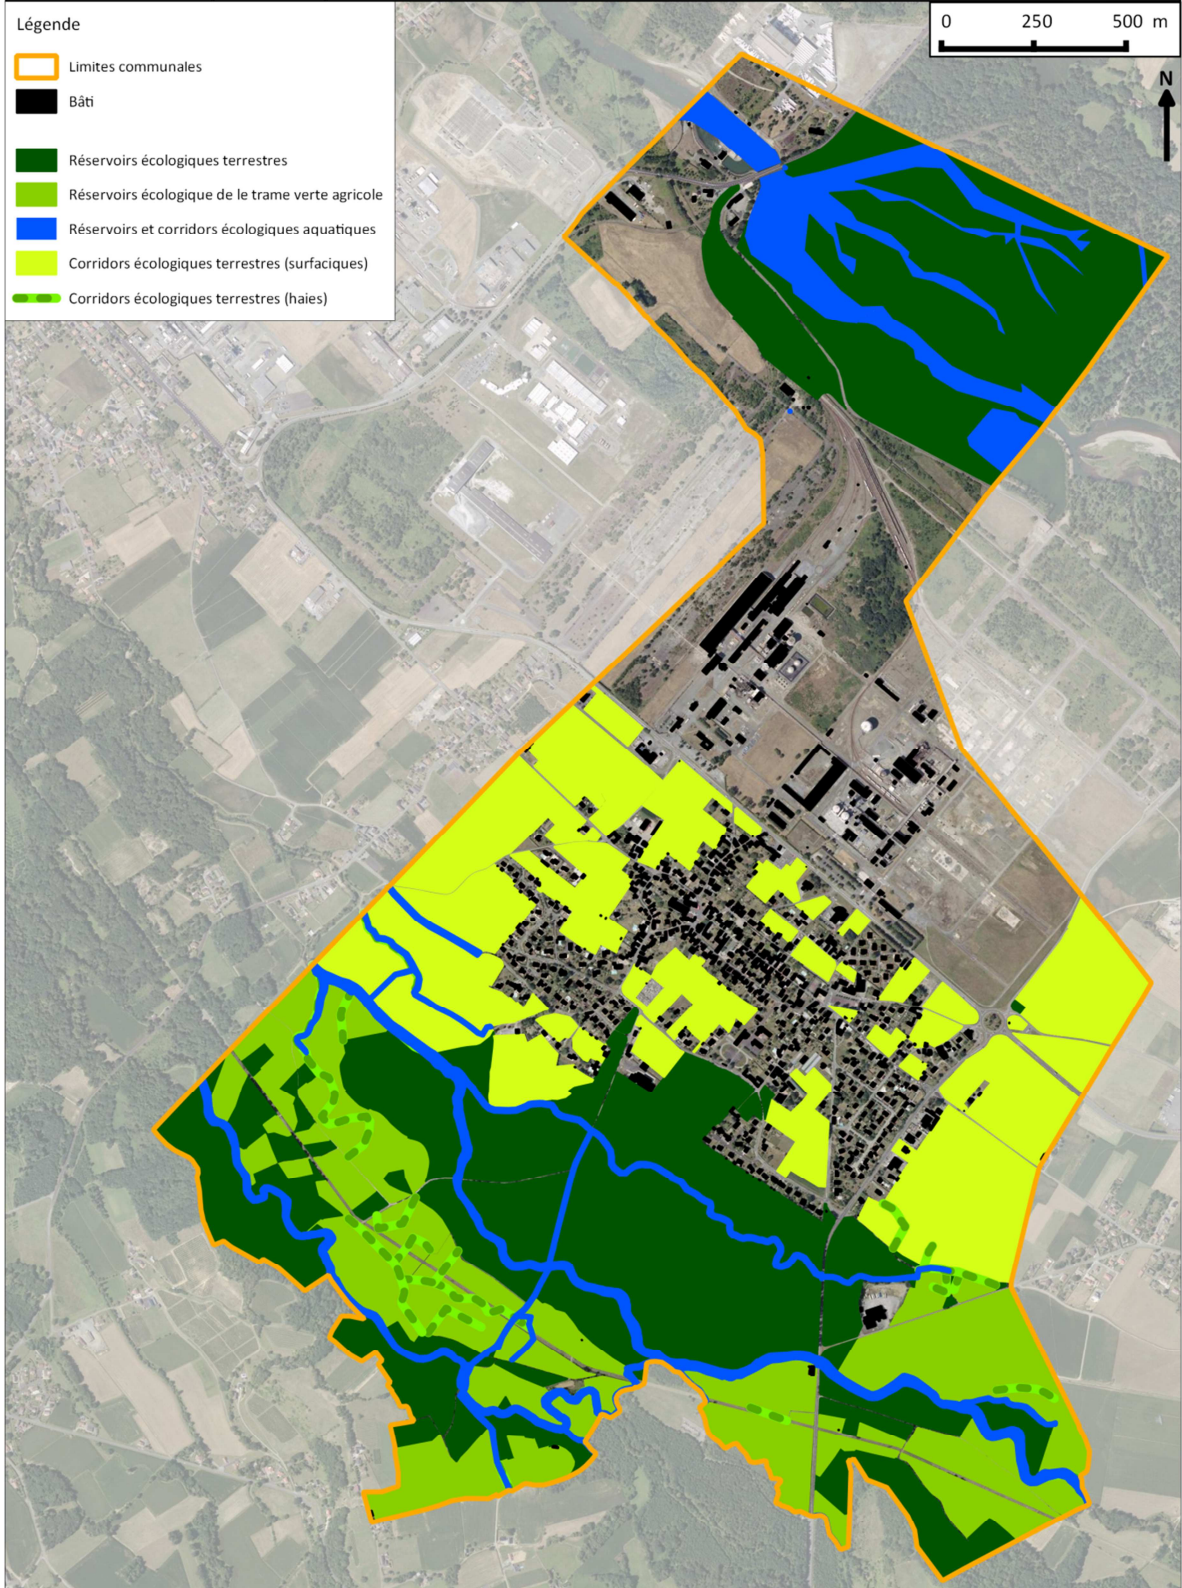 Légende
Limites communales
Bâti
Réservoirs écologiques terrestres
Réservoirs écologique de le trame verte agricole
Réservoirs et corridors écologiques aquatiques
Corridors écologiques terrestres (surfaciques)
Corridors écologiques terrestres (haies)
0 250 500 m
N